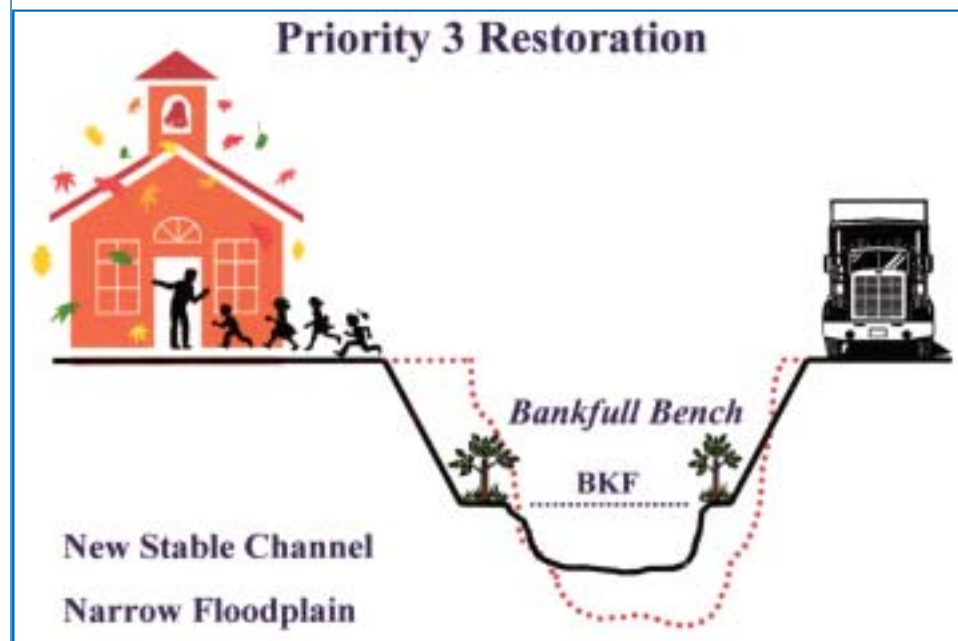 Priority 3 Restoration
Bankfull Bench
BKF
New Stable Channel
Narrow Floodplain